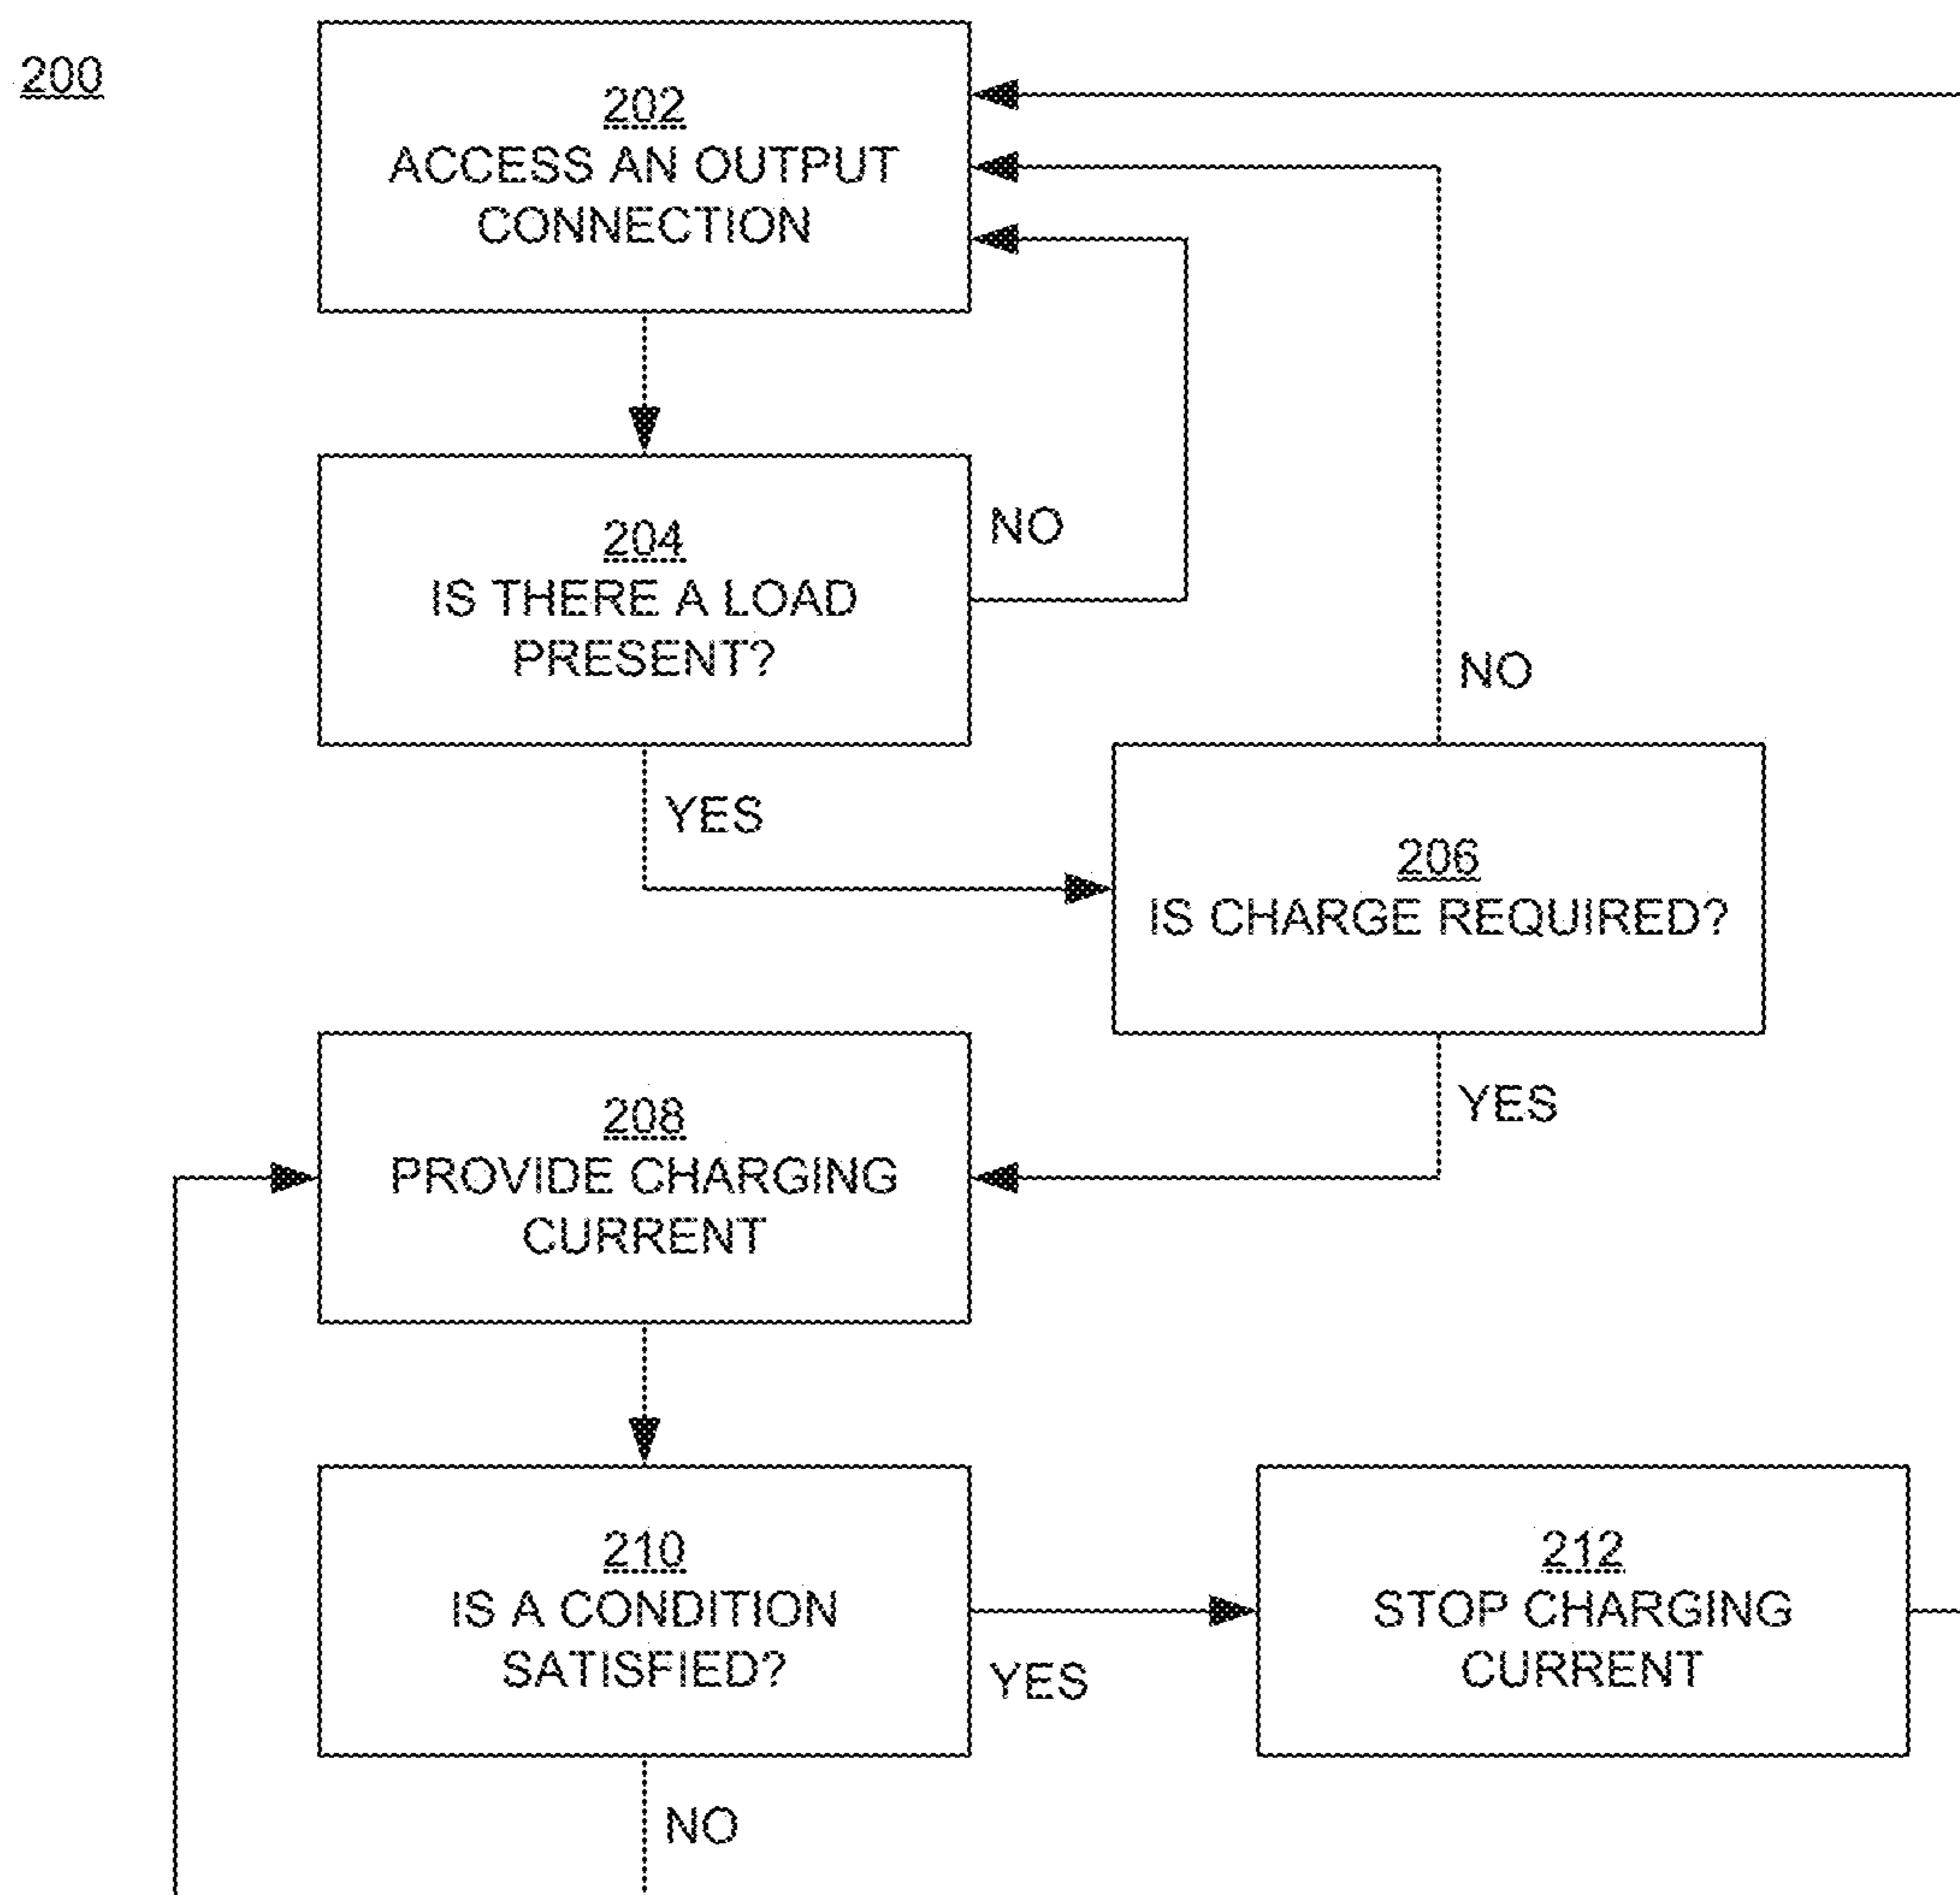 200
202
ACCESS AN OUTPUT
CONNECTION
204
IS THERE A LOAD
PRESENT?
NO
NO
YES
206
IS CHARGE REQUIRED?
YES
208
PROVIDE CHARGING
CURRENT
210
IS A CONDITION
SATISFIED?
YES
212
STOP CHARGING
CURRENT
NO